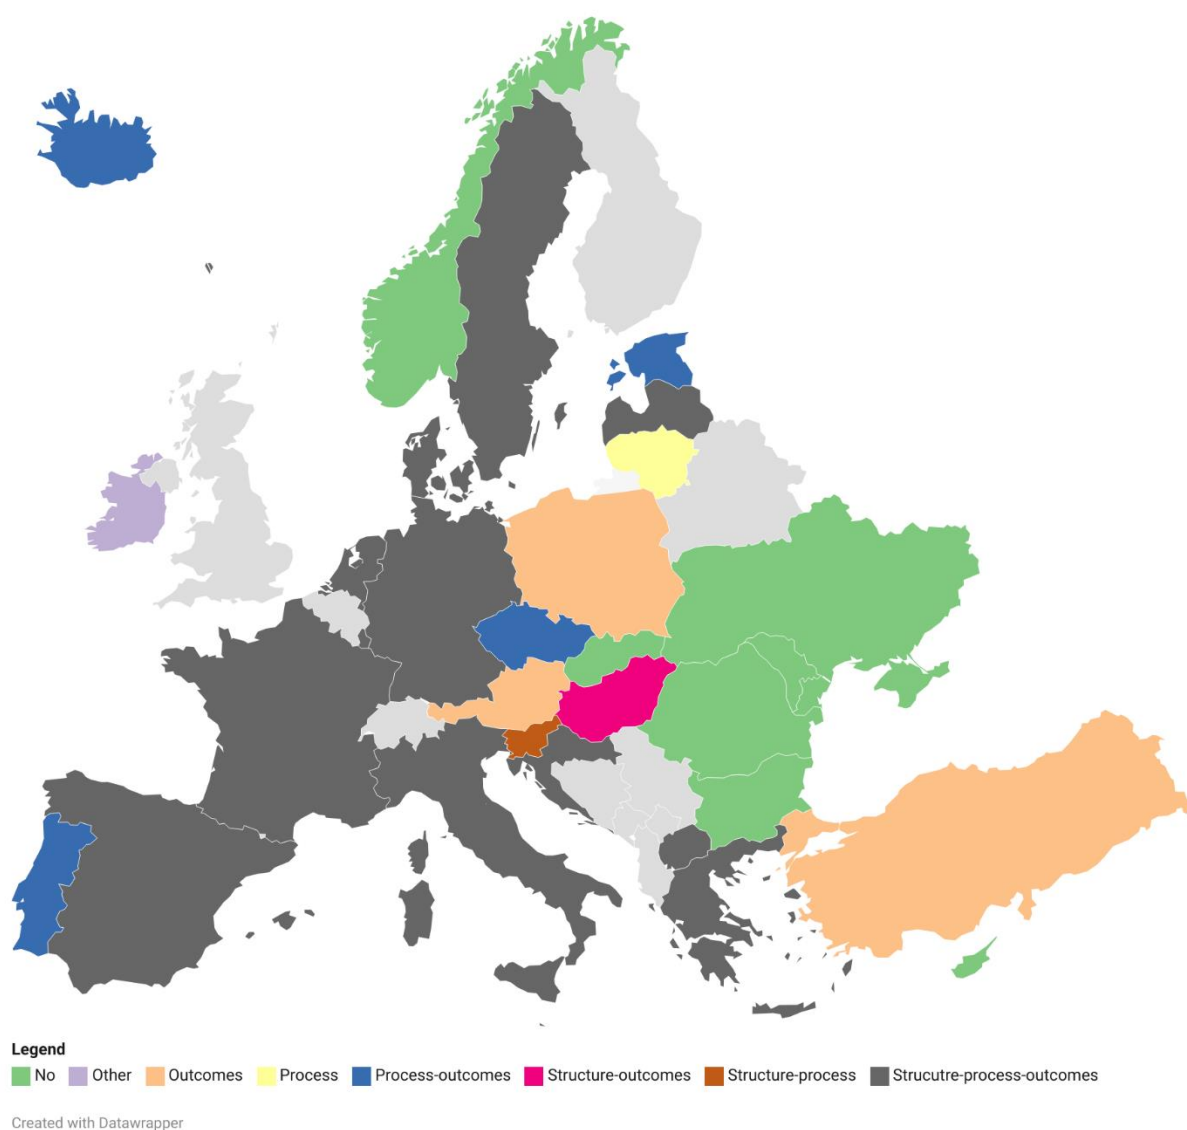 Legend
No Other Outcomes Process Process-outcomes Structure-outcomes Structure-process Strucutre-process-outcomes
Created with Datawrapper